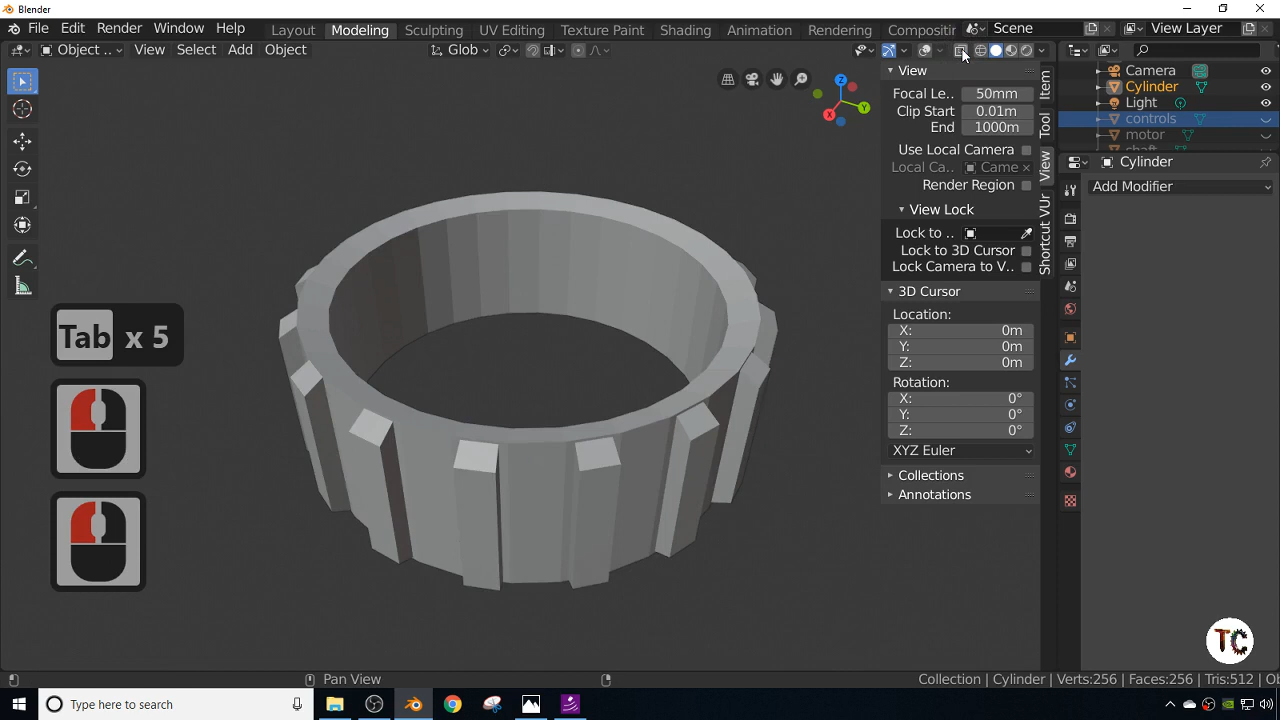 Blender
File Edit Render Window Help Layout Modeling Sculpting UV Editing Texture Paint Shading Animation Rendering Compositir Scene View Layer
Object .. View Select Add Object Glob
View
Focal Le.. 50mm
Clip Start 0.01m
End 1000m
Use Local Camera
Local Ca.. Came
Render Region
View Lock
Lock to ..
Lock to 3D Cursor
Lock Camera to V..
3D Cursor
Location:
X: 0m
Y: 0m
Z: 0m
Rotation:
X: 0°
Y: 0°
Z: 0°
XYZ Euler
Collections
Annotations
Item
Tool
View
Shortcut VUr
Camera
Cylinder
Light
controls
motor
shaft
Cylinder
Add Modifier
Z
Y
X
Tab x 5
TC
Pan View
Collection | Cylinder | Verts:256 | Faces:256 | Tris:512 | Ob
Type here to search